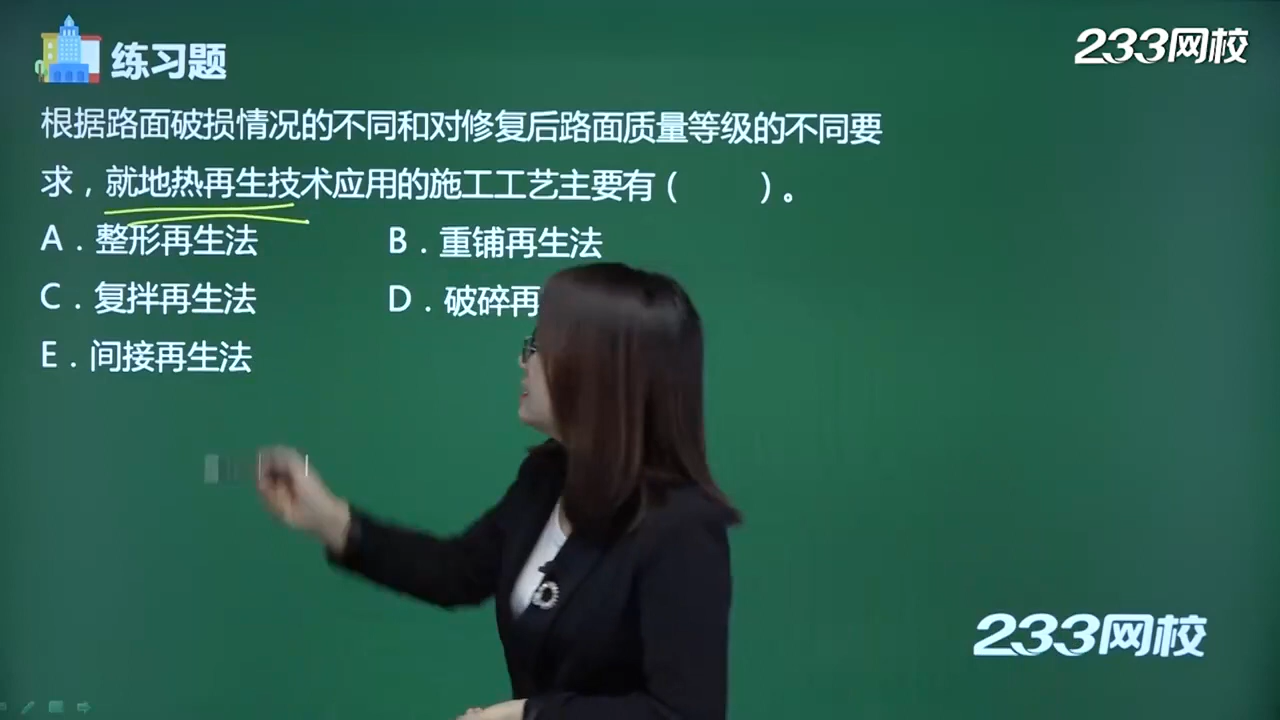 练习题
233网校
根据路面破损情况的不同和对修复后路面质量等级的不同要
求，就地热再生技术应用的施工工艺主要有（　　）。
A．整形再生法　B．重铺再生法
C．复拌再生法　D．破碎再
E．间接再生法
233网校